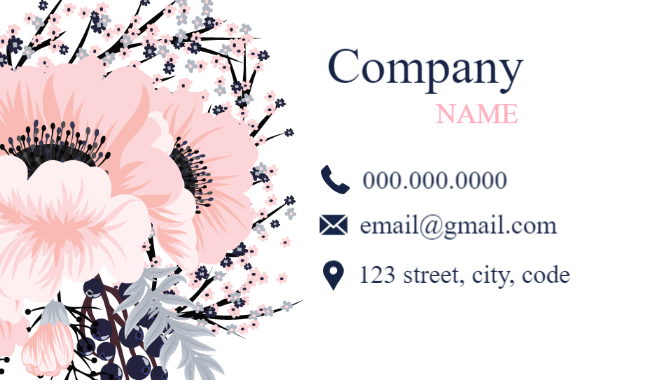 Company
NAME
000.000.0000
email@gmail.com
123 street, city, code